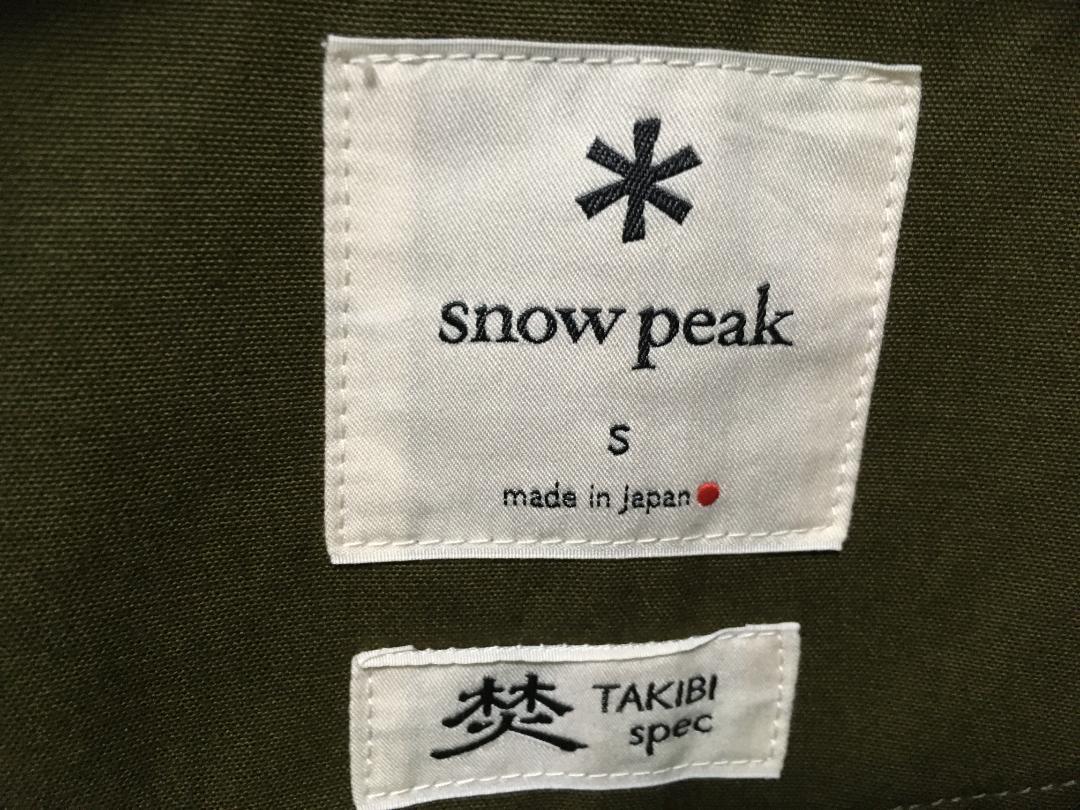 snow peak
S
made in Japan
焚 TAKIBI
spec